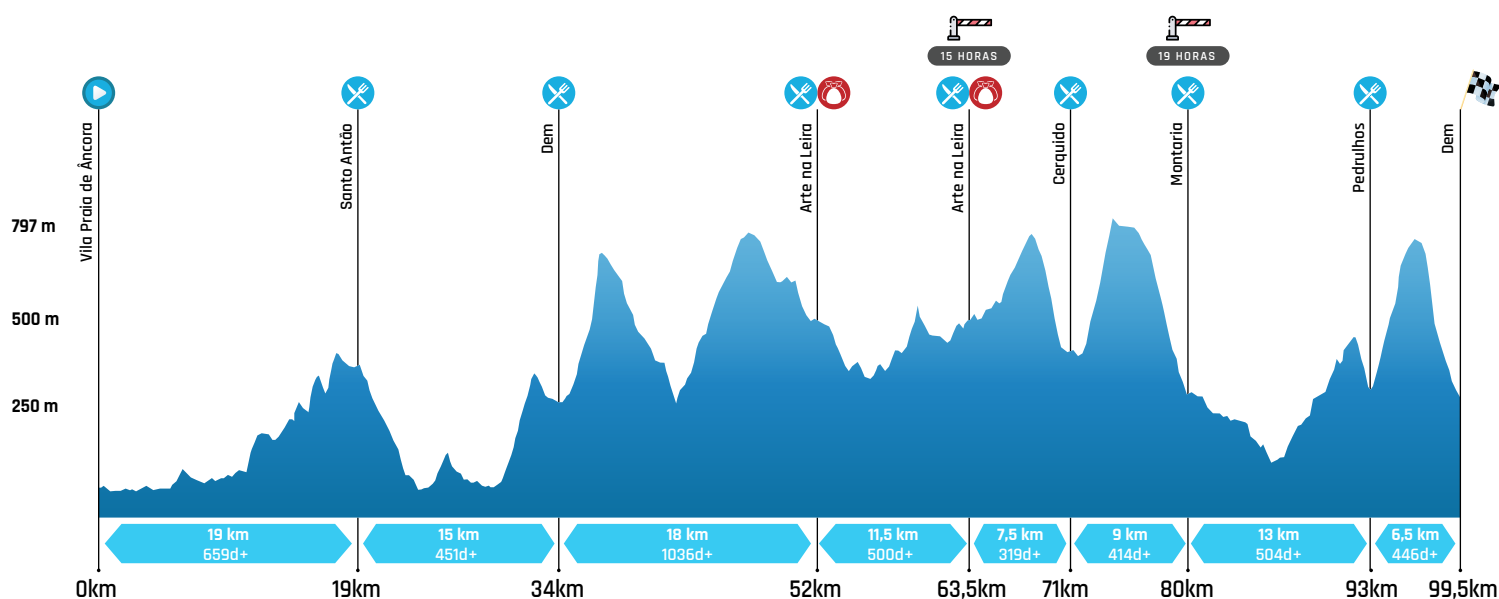 15 HORAS
19 HORAS
Vila Praia de Âncora
Santo Antão
Dem
Arte na Leira
Arte na Leira
Cerquido
Montaria
Pedrulhos
Dem
797 m
500 m
250 m
19 km
659d+
15 km
451d+
18 km
1036d+
11,5 km
500d+
7,5 km
319d+
9 km
414d+
13 km
504d+
6,5 km
446d+
0km
19km
34km
52km
63,5km
71km
80km
93km
99,5km